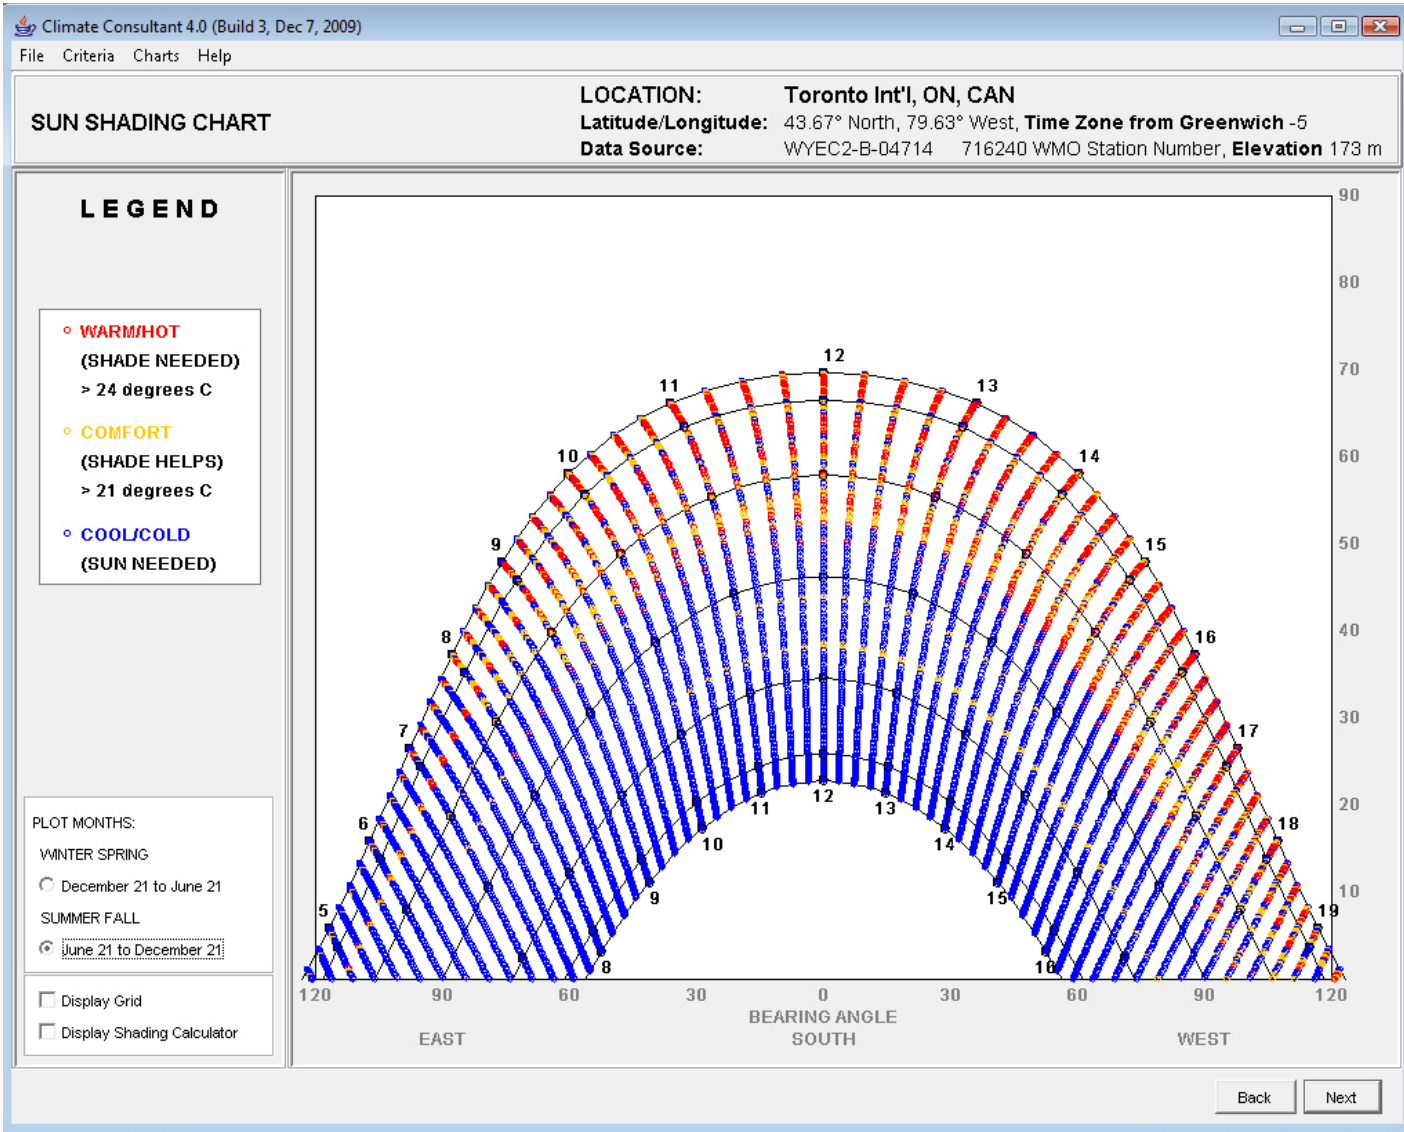 Climate Consultant 4.0 (Build 3, Dec 7, 2009)
File Criteria Charts Help
SUN SHADING CHART
LOCATION: Toronto Int'l, ON, CAN
Latitude/Longitude: 43.67° North, 79.63° West, Time Zone from Greenwich -5
Data Source: WYEC2-B-04714 716240 WMO Station Number, Elevation 173 m
LEGEND
WARM/HOT
(SHADE NEEDED)
> 24 degrees C
COMFORT
(SHADE HELPS)
> 21 degrees C
COOL/COLD
(SUN NEEDED)
PLOT MONTHS:
WINTER SPRING
December 21 to June 21
SUMMER FALL
June 21 to December 21
Display Grid
Display Shading Calculator
90
80
70
60
50
40
30
20
10
12
11 13
10 14
9 15
8 16
7 17
6 18
5 19
12
11 13
10 14
9 15
8 16
120 90 60 30 0 30 60 90 120
BEARING ANGLE
EAST SOUTH WEST
Back Next